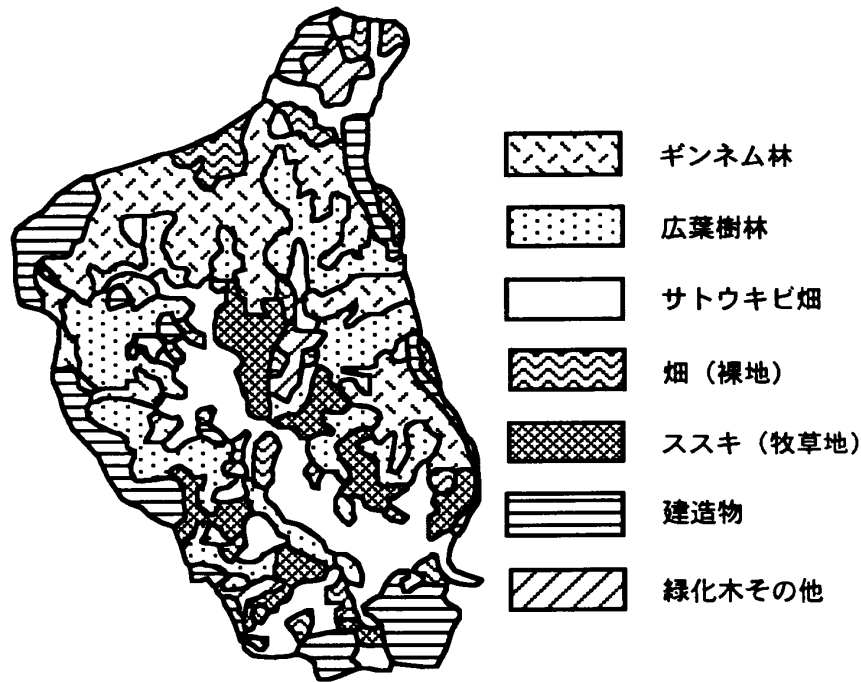 ギンネム林
広葉樹林
サトウキビ畑
畑（裸地）
ススキ（牧草地）
建造物
緑化木その他